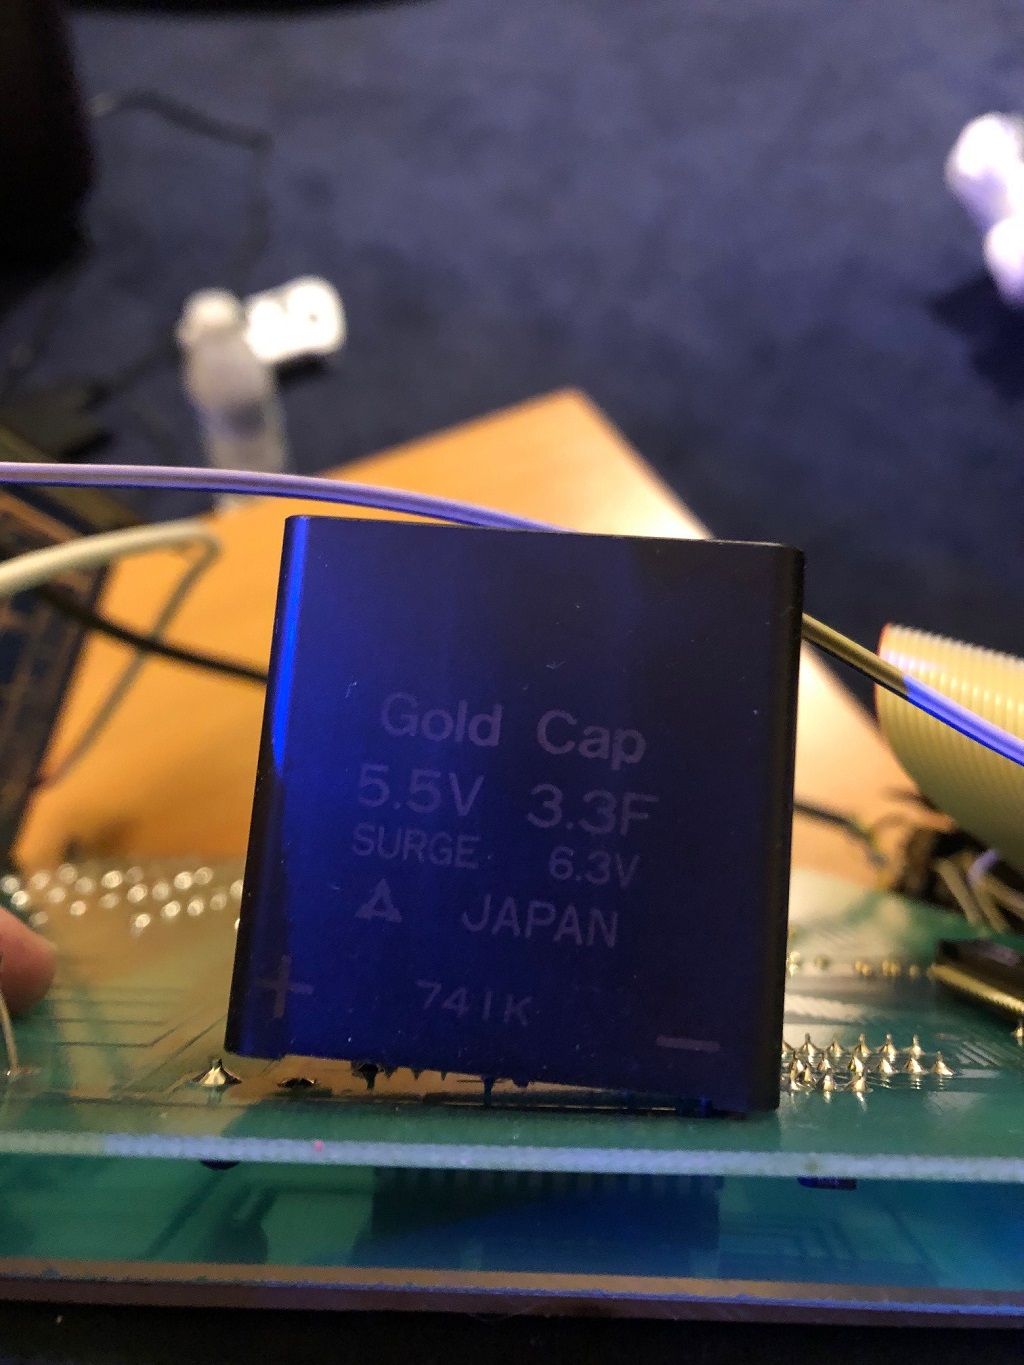 Gold Cap
5.5V 3.3F
SURGE 6.3V
JAPAN
+ 741K −